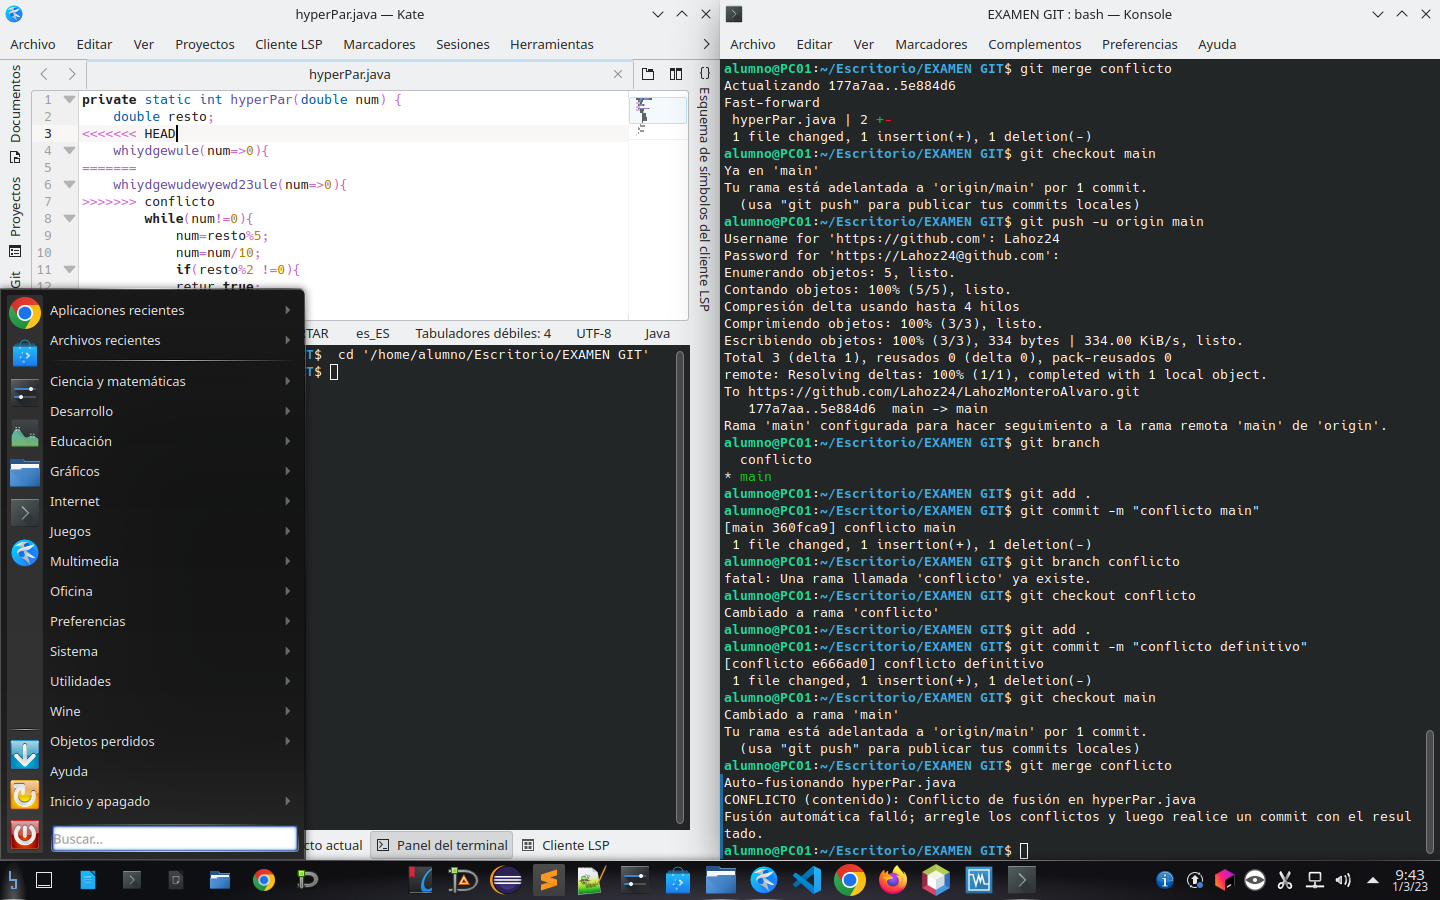 hyperPar.java — Kate
Archivo Editar Ver Proyectos Cliente LSP Marcadores Sesiones Herramientas
Documentos
Proyectos
Git
hyperPar.java
1 private static int hyperPar(double num) {
2 double resto;
3 <<<<<<< HEAD
4 whiydgewule(num=>0){
5 =======
6 whiydgewudewyewd23ule(num=>0){
7 >>>>>>> conflicto
8 while(num!=0){
9 num=resto%5;
10 num=num/10;
11 if(resto%2 !=0){
12 retur true;
{} Esquema de símbolos del cliente LSP
TAR es_ES Tabuladores débiles: 4 UTF-8 Java
T$ cd '/home/alumno/Escritorio/EXAMEN GIT'
T$
Aplicaciones recientes
Archivos recientes
Ciencia y matemáticas
Desarrollo
Educación
Gráficos
Internet
Juegos
Multimedia
Oficina
Preferencias
Sistema
Utilidades
Wine
Objetos perdidos
Ayuda
Inicio y apagado
Buscar...
cto actual Panel del terminal Cliente LSP
EXAMEN GIT : bash — Konsole
Archivo Editar Ver Marcadores Complementos Preferencias Ayuda
alumno@PC01:~/Escritorio/EXAMEN GIT$ git merge conflicto
Actualizando 177a7aa..5e884d6
Fast-forward
hyperPar.java | 2 +-
1 file changed, 1 insertion(+), 1 deletion(-)
alumno@PC01:~/Escritorio/EXAMEN GIT$ git checkout main
Ya en 'main'
Tu rama está adelantada a 'origin/main' por 1 commit.
(usa "git push" para publicar tus commits locales)
alumno@PC01:~/Escritorio/EXAMEN GIT$ git push -u origin main
Username for 'https://github.com': Lahoz24
Password for 'https://Lahoz24@github.com':
Enumerando objetos: 5, listo.
Contando objetos: 100% (5/5), listo.
Compresión delta usando hasta 4 hilos
Comprimiendo objetos: 100% (3/3), listo.
Escribiendo objetos: 100% (3/3), 334 bytes | 334.00 KiB/s, listo.
Total 3 (delta 1), reusados 0 (delta 0), pack-reusados 0
remote: Resolving deltas: 100% (1/1), completed with 1 local object.
To https://github.com/Lahoz24/LahozMonteroAlvaro.git
177a7aa..5e884d6 main -> main
Rama 'main' configurada para hacer seguimiento a la rama remota 'main' de 'origin'.
alumno@PC01:~/Escritorio/EXAMEN GIT$ git branch
conflicto
* main
alumno@PC01:~/Escritorio/EXAMEN GIT$ git add .
alumno@PC01:~/Escritorio/EXAMEN GIT$ git commit -m "conflicto main"
[main 360fca9] conflicto main
1 file changed, 1 insertion(+), 1 deletion(-)
alumno@PC01:~/Escritorio/EXAMEN GIT$ git branch conflicto
fatal: Una rama llamada 'conflicto' ya existe.
alumno@PC01:~/Escritorio/EXAMEN GIT$ git checkout conflicto
Cambiado a rama 'conflicto'
alumno@PC01:~/Escritorio/EXAMEN GIT$ git add .
alumno@PC01:~/Escritorio/EXAMEN GIT$ git commit -m "conflicto definitivo"
[conflicto e666ad0] conflicto definitivo
1 file changed, 1 insertion(+), 1 deletion(-)
alumno@PC01:~/Escritorio/EXAMEN GIT$ git checkout main
Cambiado a rama 'main'
Tu rama está adelantada a 'origin/main' por 1 commit.
(usa "git push" para publicar tus commits locales)
alumno@PC01:~/Escritorio/EXAMEN GIT$ git merge conflicto
Auto-fusionando hyperPar.java
CONFLICTO (contenido): Conflicto de fusión en hyperPar.java
Fusión automática falló; arregle los conflictos y luego realice un commit con el resul
tado.
alumno@PC01:~/Escritorio/EXAMEN GIT$
9:43
1/3/23